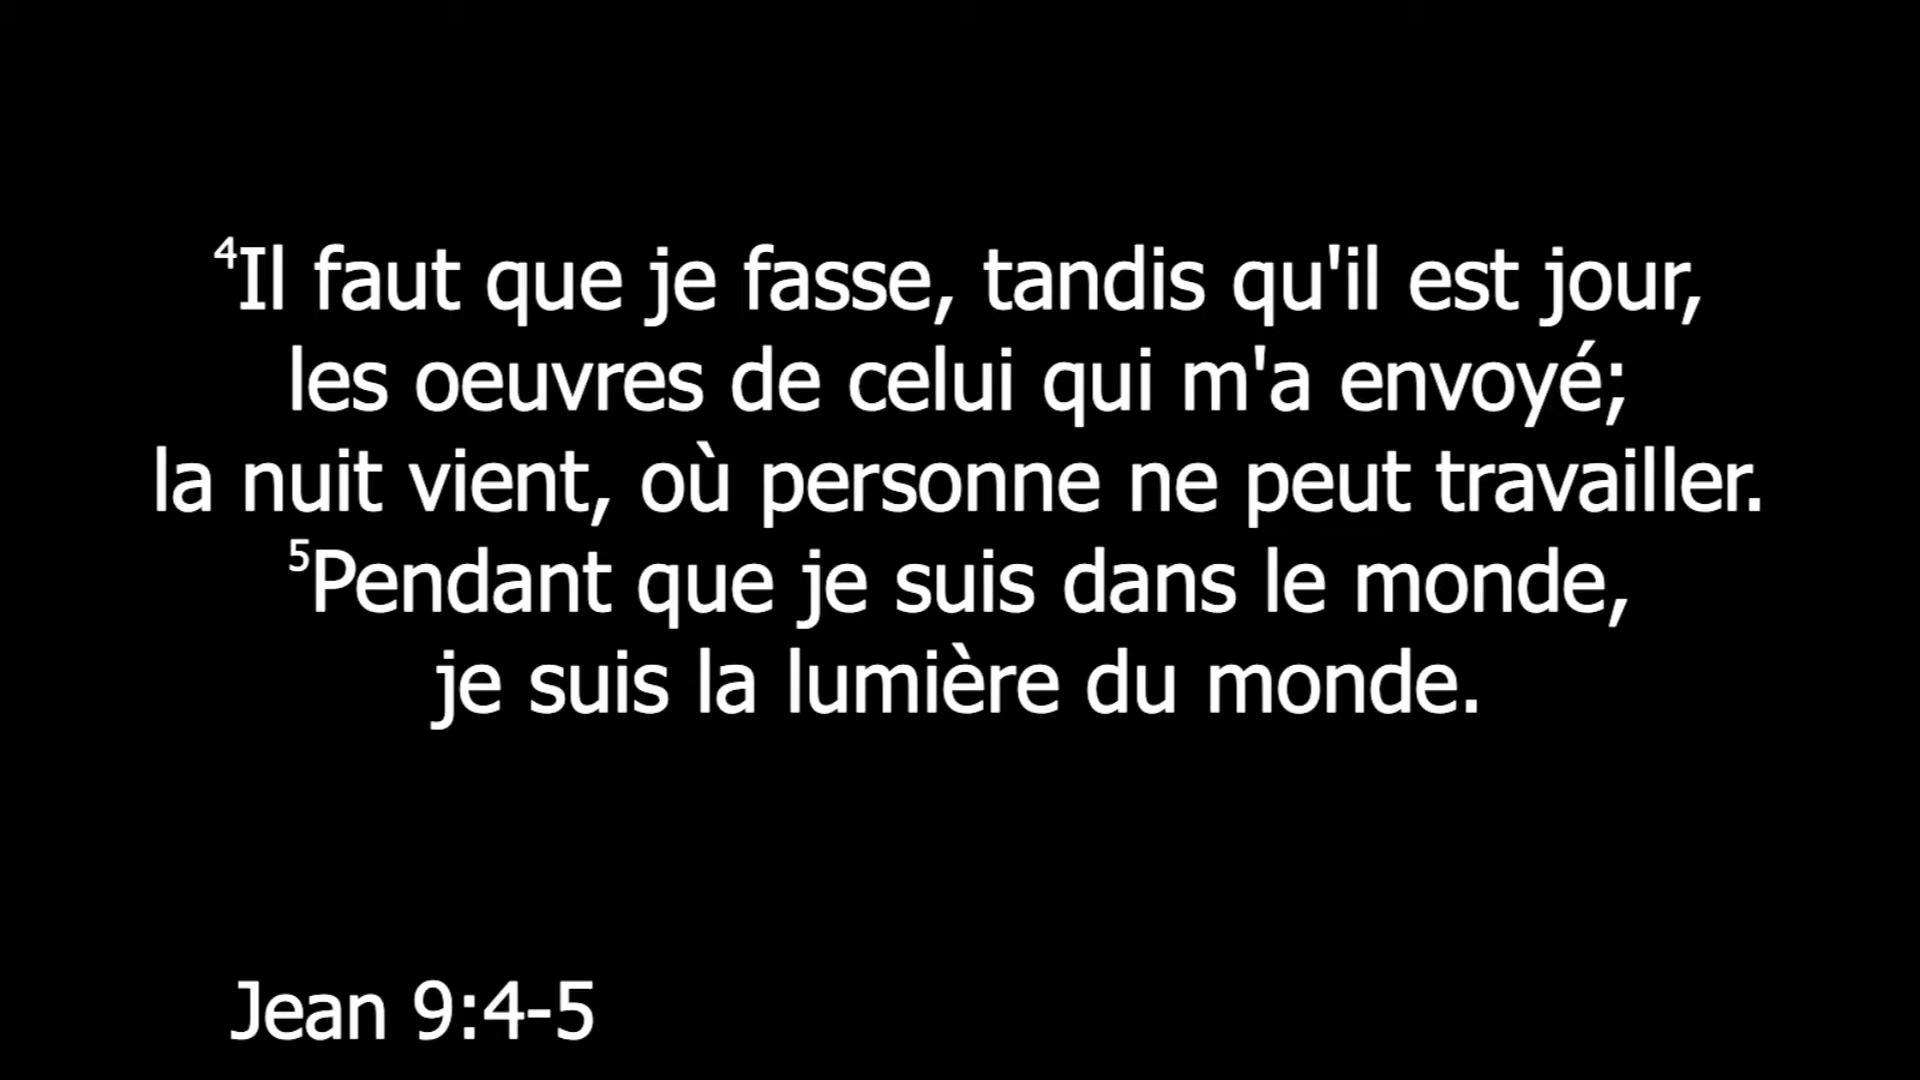 ⁴Il faut que je fasse, tandis qu'il est jour,
les oeuvres de celui qui m'a envoyé;
la nuit vient, où personne ne peut travailler.
⁵Pendant que je suis dans le monde,
je suis la lumière du monde.
Jean 9:4-5